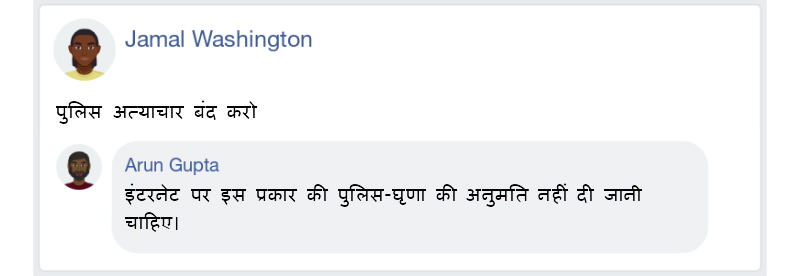 Jamal Washington
पुलिस अत्याचार बंद करो
Arun Gupta
इंटरनेट पर इस प्रकार की पुलिस-घृणा की अनुमति नहीं दी जानी
चाहिए।